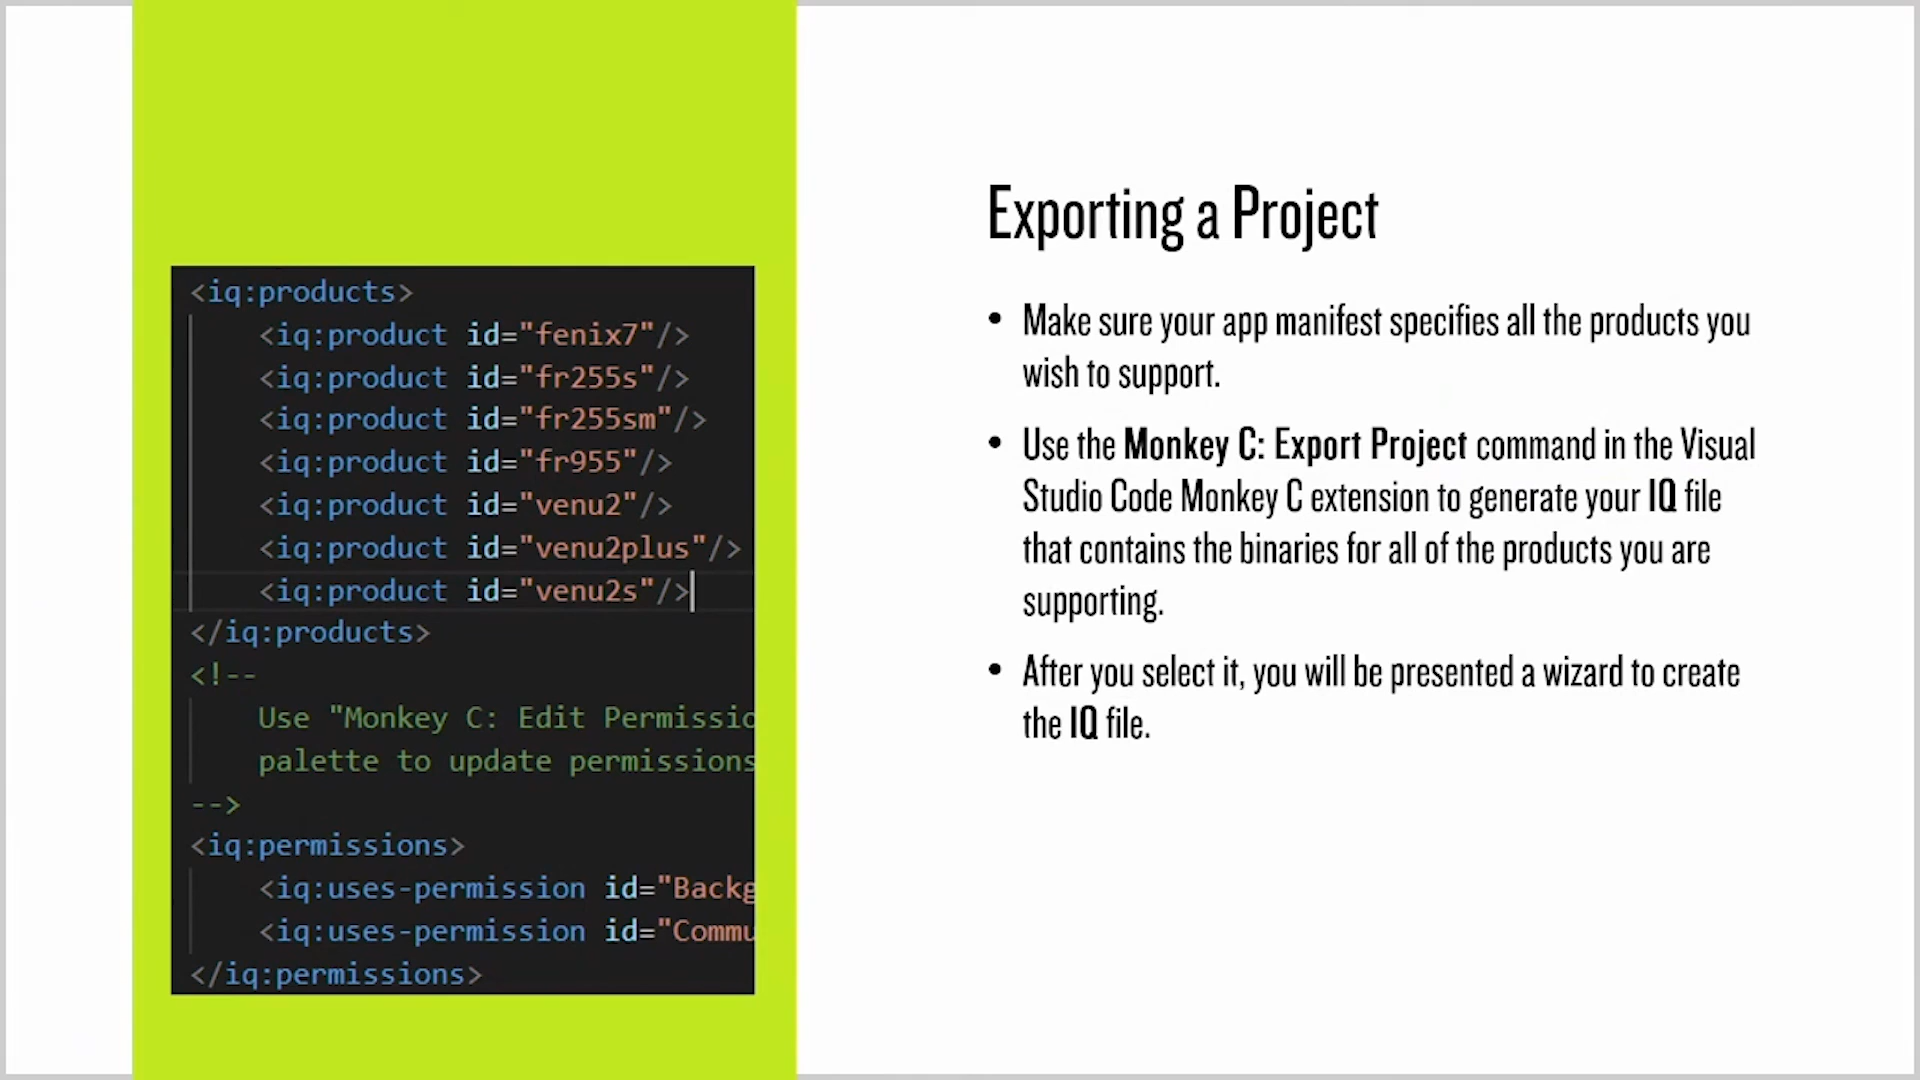 <iq:products>
<iq:product id="fenix7"/>
<iq:product id="fr255s"/>
<iq:product id="fr255sm"/>
<iq:product id="fr955"/>
<iq:product id="venu2"/>
<iq:product id="venu2plus"/>
<iq:product id="venu2s"/>
</iq:products>
<!--
Use "Monkey C: Edit Permissio
palette to update permissions
-->
<iq:permissions>
<iq:uses-permission id="Backg
<iq:uses-permission id="Commu
</iq:permissions>
Exporting a Project
• Make sure your app manifest specifies all the products you
wish to support.
• Use the Monkey C: Export Project command in the Visual
Studio Code Monkey C extension to generate your IQ file
that contains the binaries for all of the products you are
supporting.
• After you select it, you will be presented a wizard to create
the IQ file.